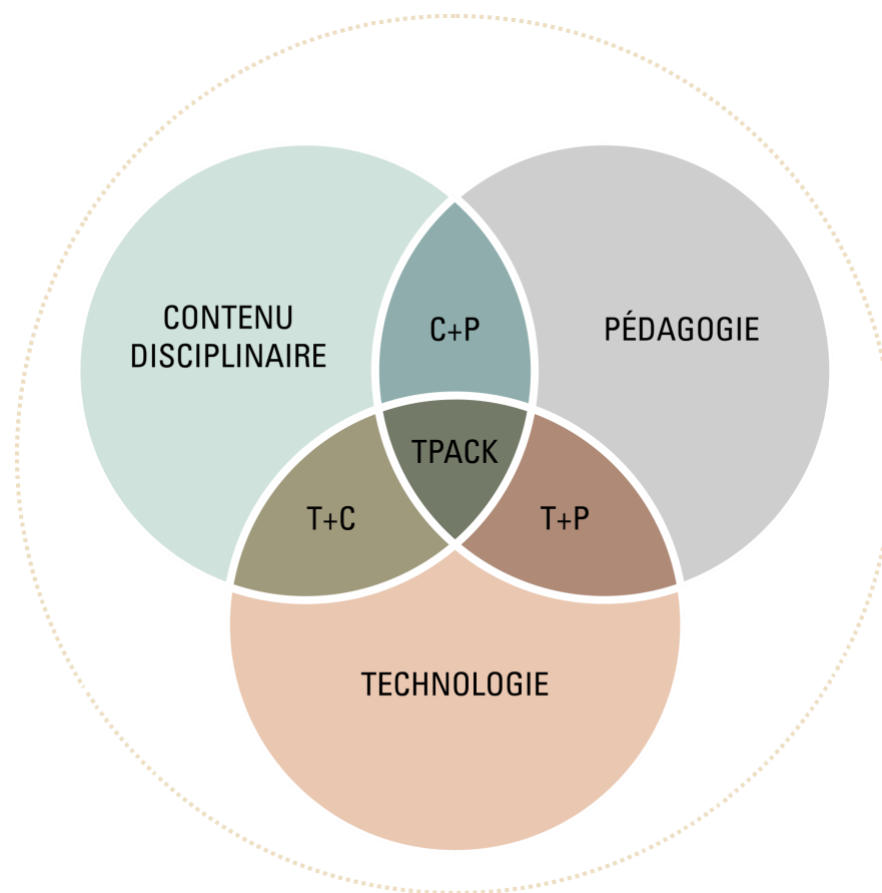 CONTENU
DISCIPLINAIRE
C+P
PÉDAGOGIE
TPACK
T+C
T+P
TECHNOLOGIE